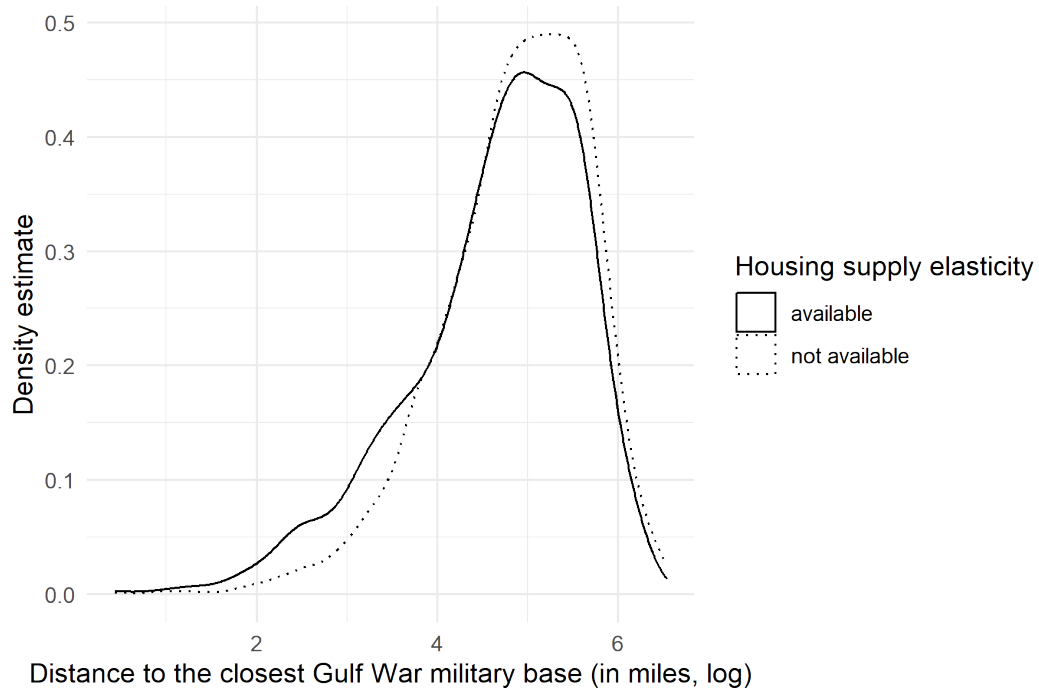 0.5
0.4
0.3
0.2
0.1
0.0
Density estimate
2 4 6
Distance to the closest Gulf War military base (in miles, log)
Housing supply elasticity
available
not available